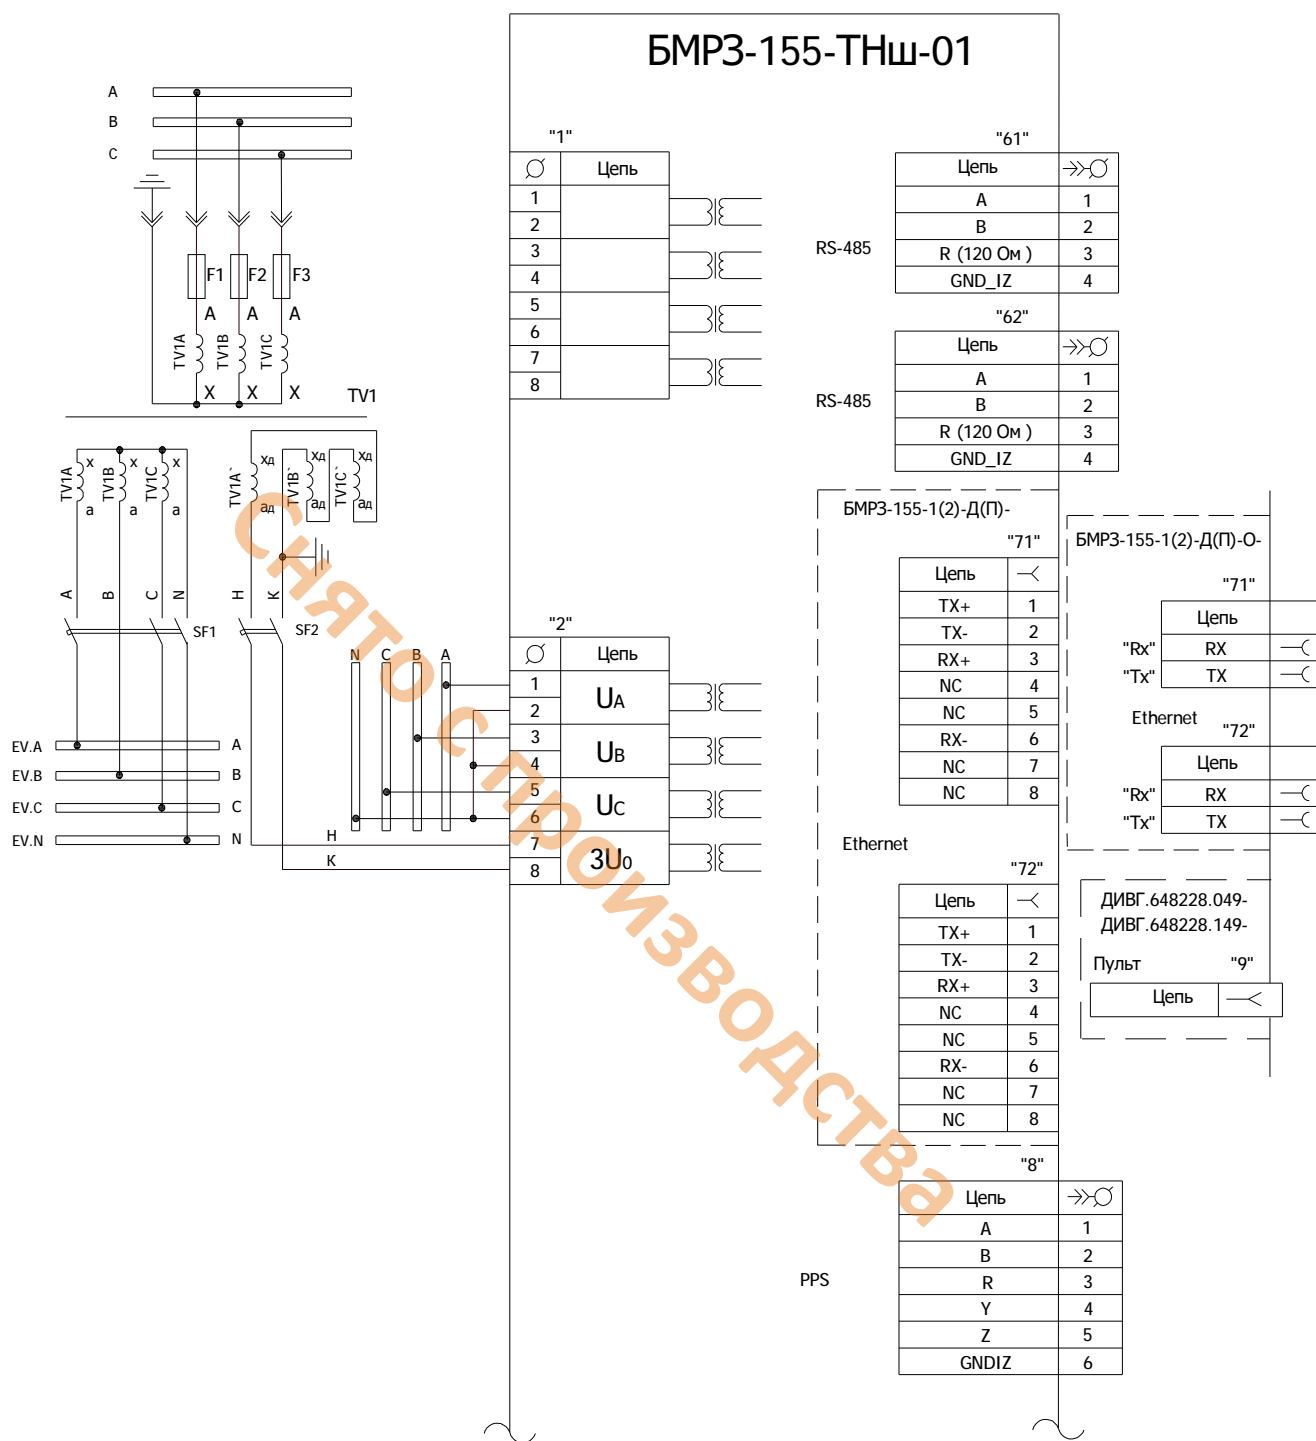 БМРЗ-155-ТНш-01
A
B
C
F1 F2 F3
A A A
TV1A TV1B TV1C
X X X
TV1
TV1A x a
TV1B x a
TV1C x a
TV1A` хд ад
TV1B` хд ад
TV1C` хд ад
A B C N
SF1
Н К
SF2
EV.A A
EV.B B
EV.C C
EV.N N
N C B A
Н
К
"1"
Цепь
1
2
3
4
5
6
7
8
"2"
Цепь
1 UA
2
3 UB
4
5 UC
6
7 3U0
8
"61"
Цепь
RS-485
A 1
B 2
R (120 Ом ) 3
GND_IZ 4
"62"
Цепь
RS-485
A 1
B 2
R (120 Ом ) 3
GND_IZ 4
БМРЗ-155-1(2)-Д(П)-
"71"
Цепь
TX+ 1
TX- 2
RX+ 3
NC 4
NC 5
RX- 6
NC 7
NC 8
Ethernet
"72"
Цепь
TX+ 1
TX- 2
RX+ 3
NC 4
NC 5
RX- 6
NC 7
NC 8
БМРЗ-155-1(2)-Д(П)-О-
"71"
Цепь
"Rx" RX
"Tx" TX
Ethernet
"72"
Цепь
"Rx" RX
"Tx" TX
ДИВГ.648228.049-
ДИВГ.648228.149-
Пульт "9"
Цепь
"8"
Цепь
PPS
A 1
B 2
R 3
Y 4
Z 5
GNDIZ 6
Снято с производства